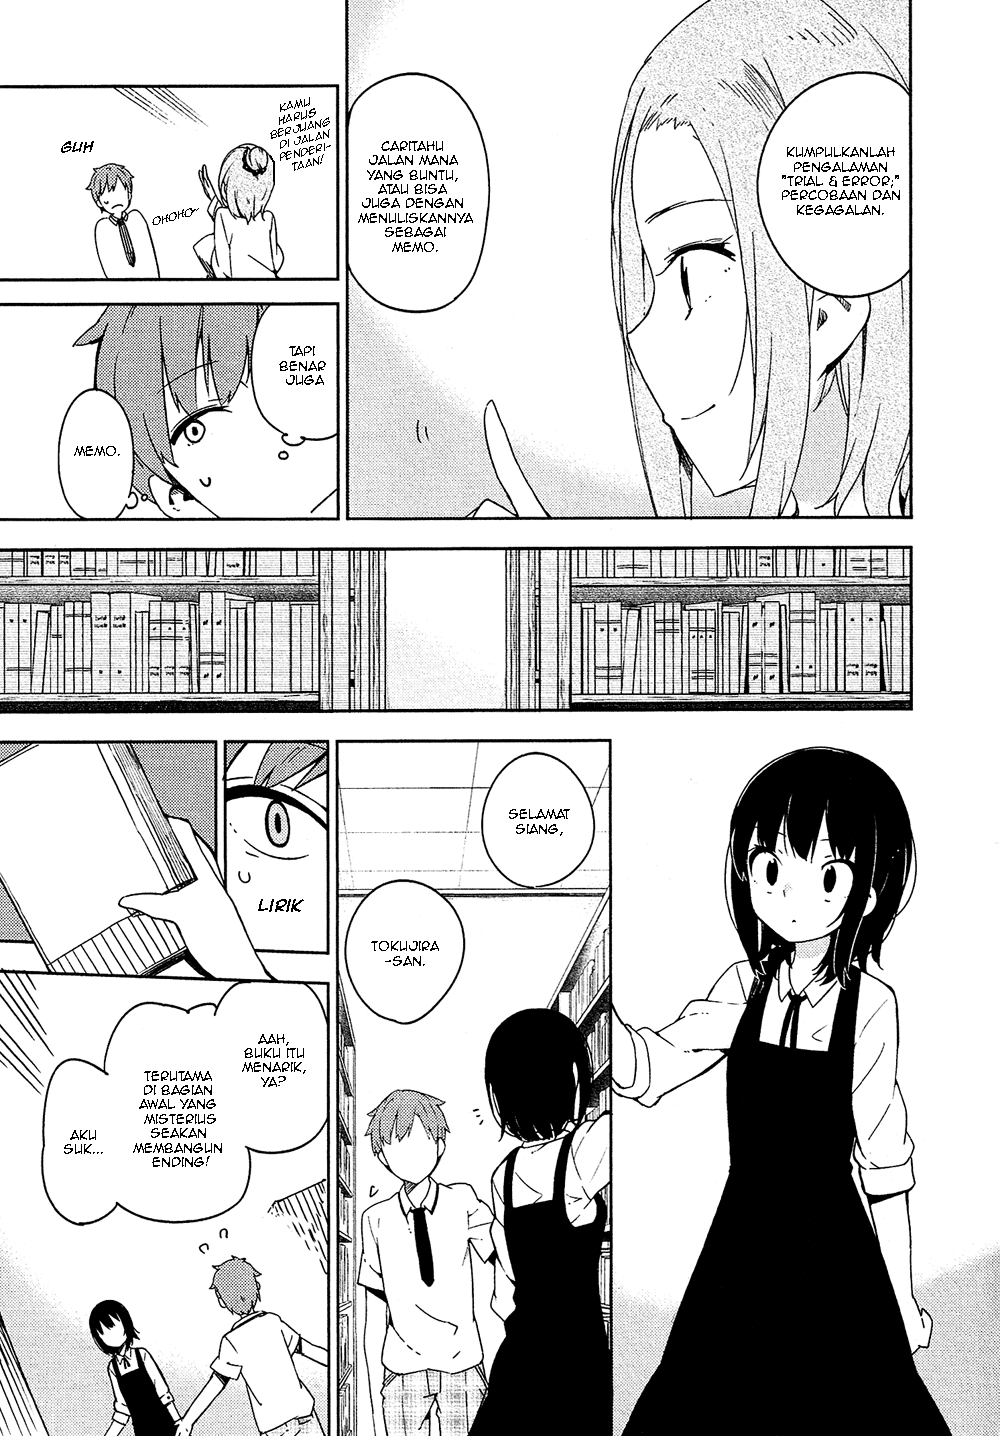 KUMPULKANLAH
PENGALAMAN
"TRIAL & ERROR;"
PERCOBAAN DAN
KEGAGALAN.
CARITAHU
JALAN MANA
YANG BUNTU,
ATAU BISA
JUGA DENGAN
MENULISKANNYA
SEBAGAI
MEMO.
KAMU
HARUS
BERJUANG
DI JALAN
PENDERI-
TAAN!
OHOHO~
GUH
TAPI
BENAR
JUGA
MEMO.
SELAMAT
SIANG,
TOKUJIRA
-SAN.
LIRIK
AAH,
BUKU ITU
MENARIK,
YA?
TERUTAMA
DI BAGIAN
AWAL YANG
MISTERIUS
SEAKAN
MEMBANGUN
ENDING!
AKU
SUK...